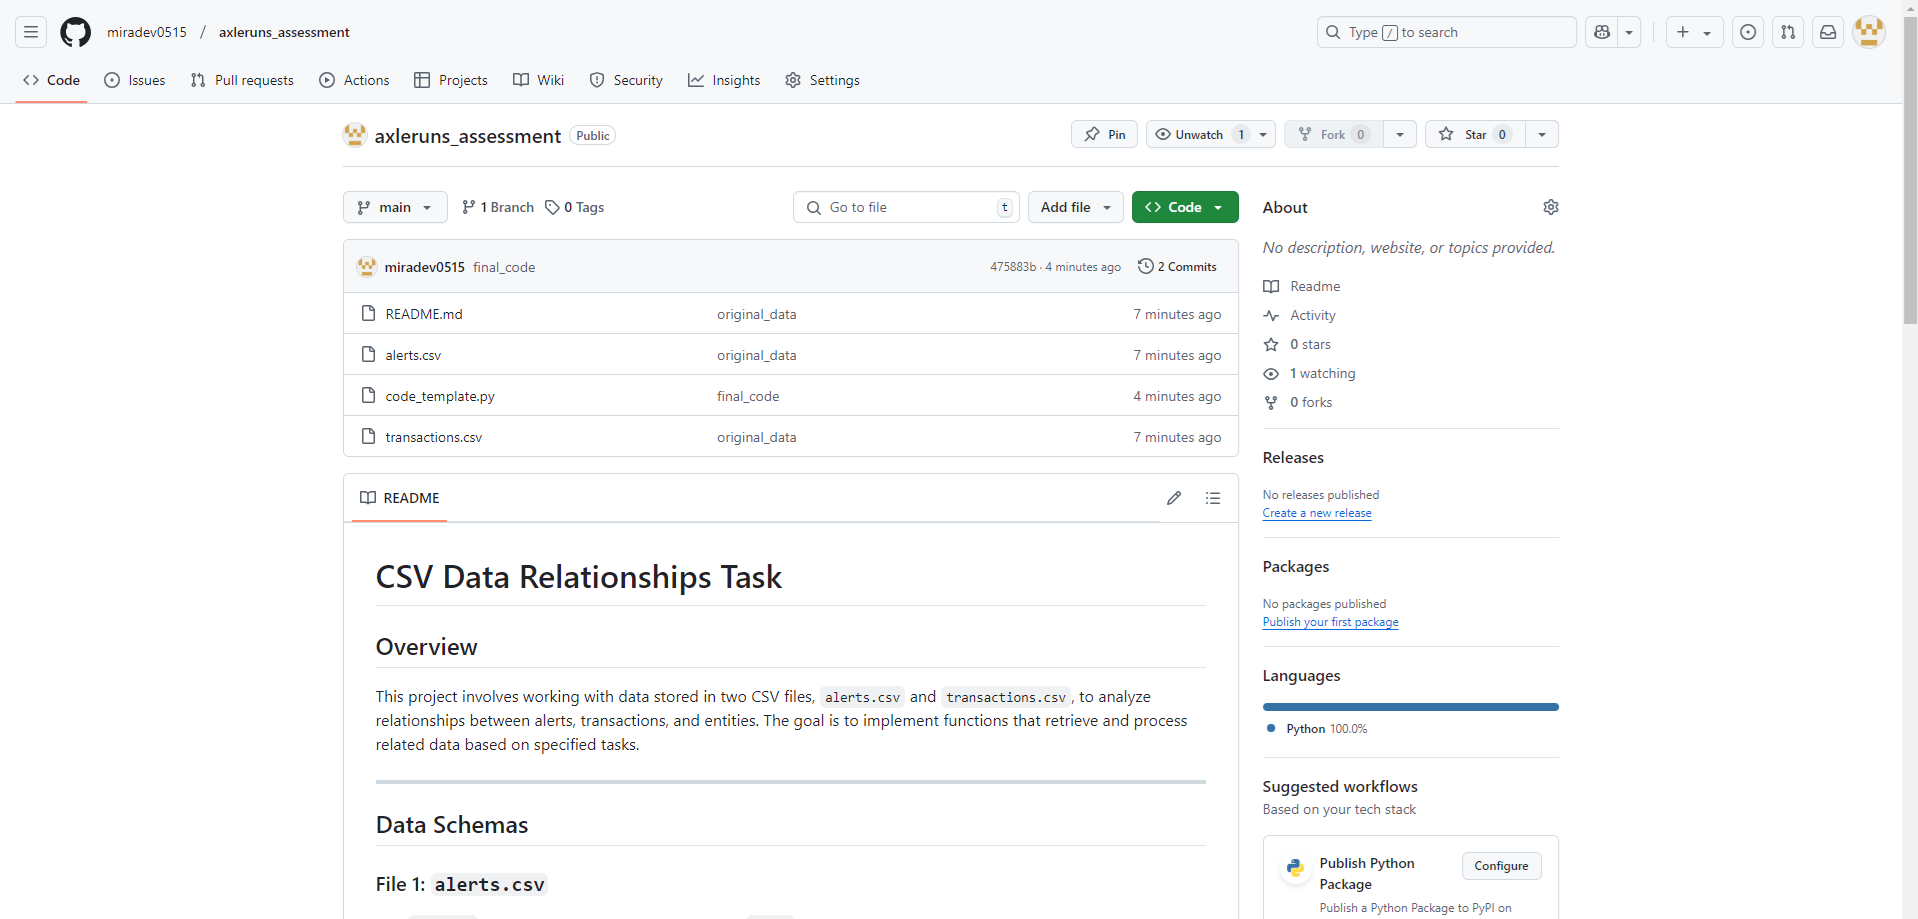 miradev0515 / axleruns_assessment
Type / to search
Code Issues Pull requests Actions Projects Wiki Security Insights Settings
axleruns_assessment Public
Pin Unwatch 1 Fork 0 Star 0
main 1 Branch 0 Tags
Go to file t Add file Code
miradev0515 final_code 475883b · 4 minutes ago 2 Commits
README.md original_data 7 minutes ago
alerts.csv original_data 7 minutes ago
code_template.py final_code 4 minutes ago
transactions.csv original_data 7 minutes ago
README
CSV Data Relationships Task
Overview
This project involves working with data stored in two CSV files, alerts.csv and transactions.csv, to analyze
relationships between alerts, transactions, and entities. The goal is to implement functions that retrieve and process
related data based on specified tasks.
Data Schemas
File 1: alerts.csv
About
No description, website, or topics provided.
Readme
Activity
0 stars
1 watching
0 forks
Releases
No releases published
Create a new release
Packages
No packages published
Publish your first package
Languages
Python 100.0%
Suggested workflows
Based on your tech stack
Publish Python
Package
Configure
Publish a Python Package to PyPI on